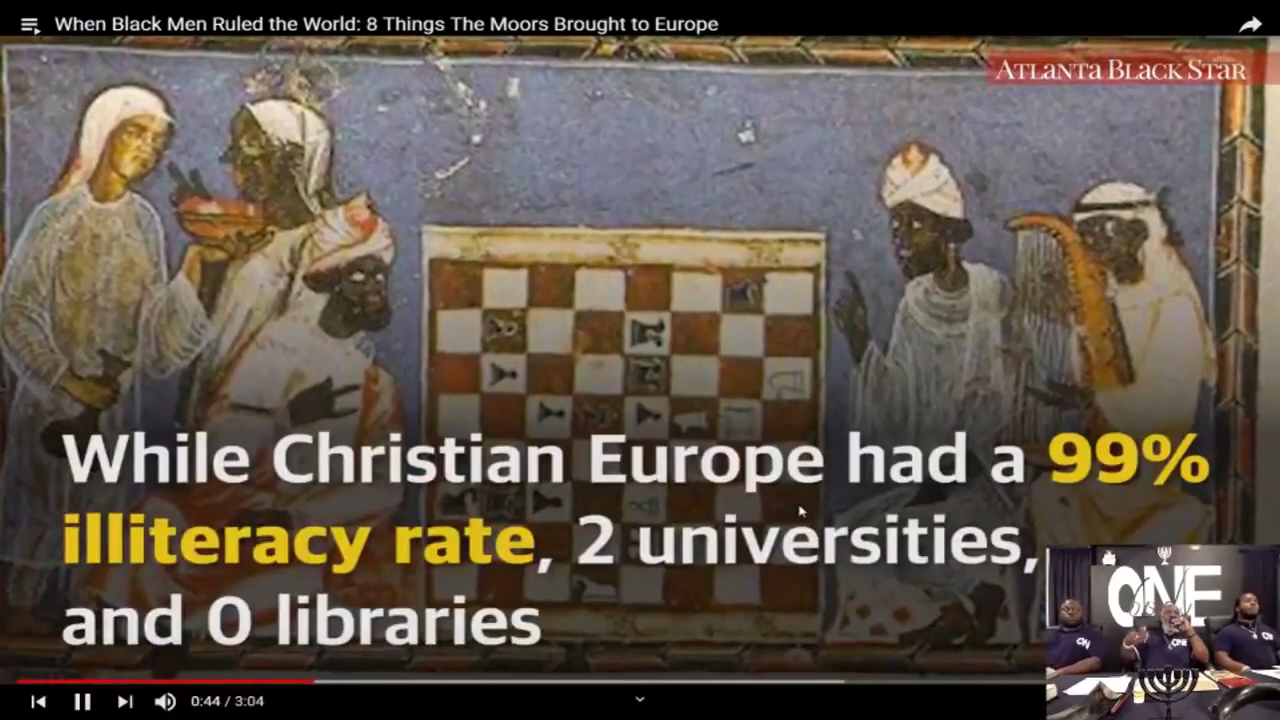 When Black Men Ruled the World: 8 Things The Moors Brought to Europe
ATLANTA BLACK STAR
While Christian Europe had a 99%
illiteracy rate, 2 universities,
and 0 libraries
ONE
ONE
0:44 / 3:04